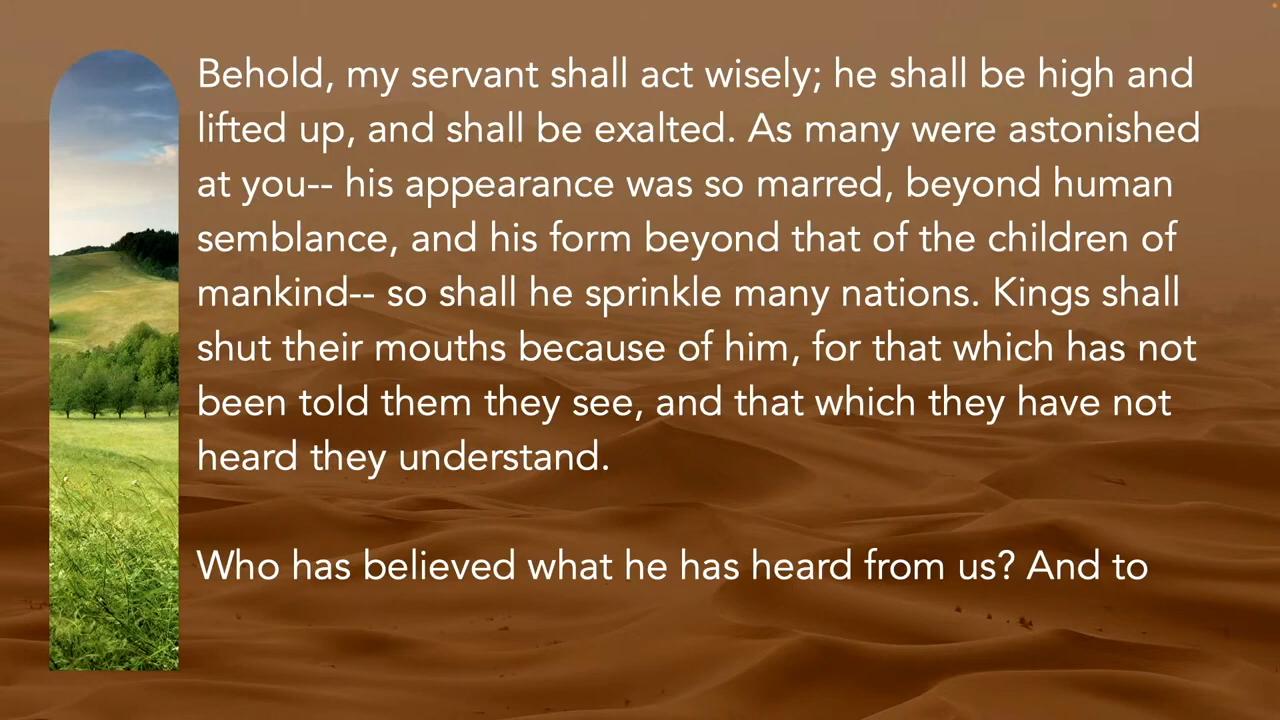 Behold, my servant shall act wisely; he shall be high and
lifted up, and shall be exalted. As many were astonished
at you-- his appearance was so marred, beyond human
semblance, and his form beyond that of the children of
mankind-- so shall he sprinkle many nations. Kings shall
shut their mouths because of him, for that which has not
been told them they see, and that which they have not
heard they understand.
Who has believed what he has heard from us? And to